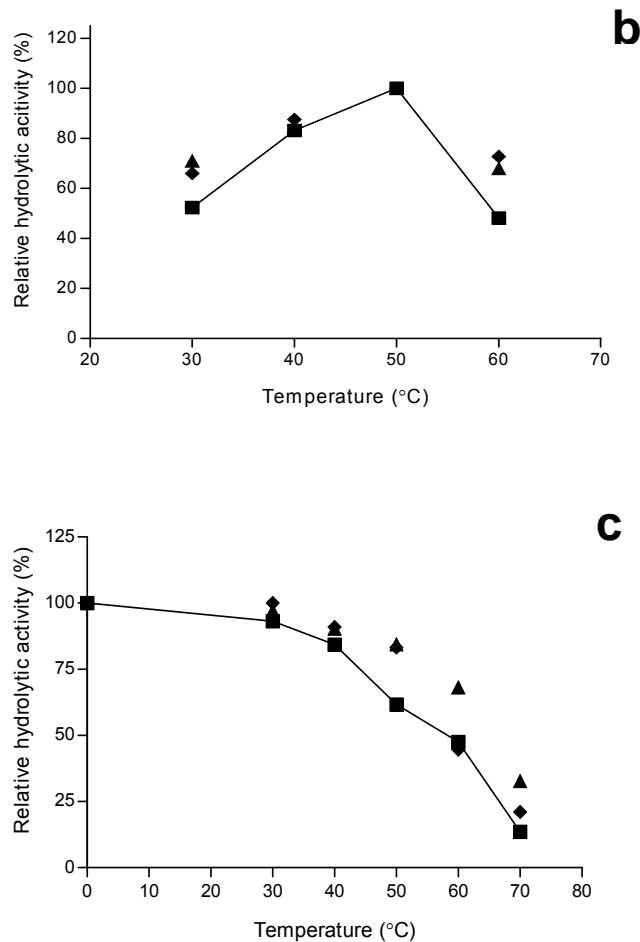 b
Relative hydrolytic acitivity (%)
120
100
80
60
40
20
0
20 30 40 50 60 70
Temperature (°C)
c
Relative hydrolytic activity (%)
125
100
75
50
25
0
0 10 20 30 40 50 60 70 80
Temperature (°C)